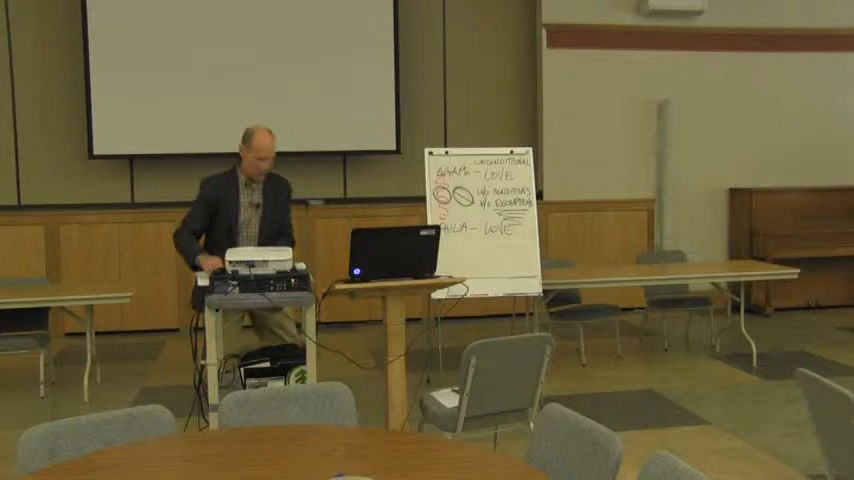 UNCONDITIONAL
AGAPE - LOVE
W/O CONDITIONS
W/O EXCEPTIONS
PHILIA - LOVE